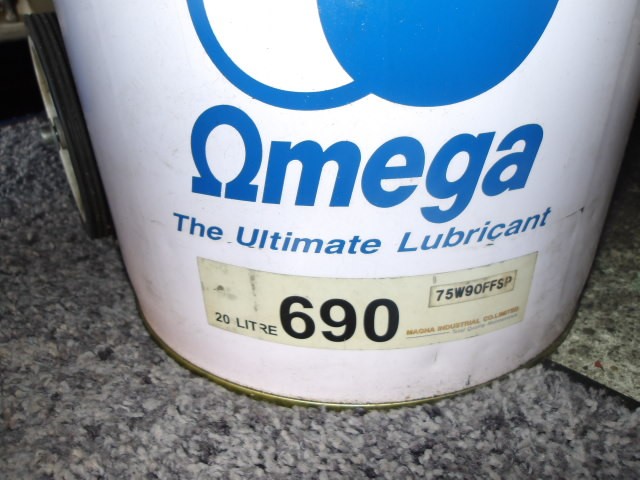 Ωmega
The Ultimate Lubricant
75W90FFSP
20 LITRE 690
MAGNA INDUSTRIAL CO. LIMITED